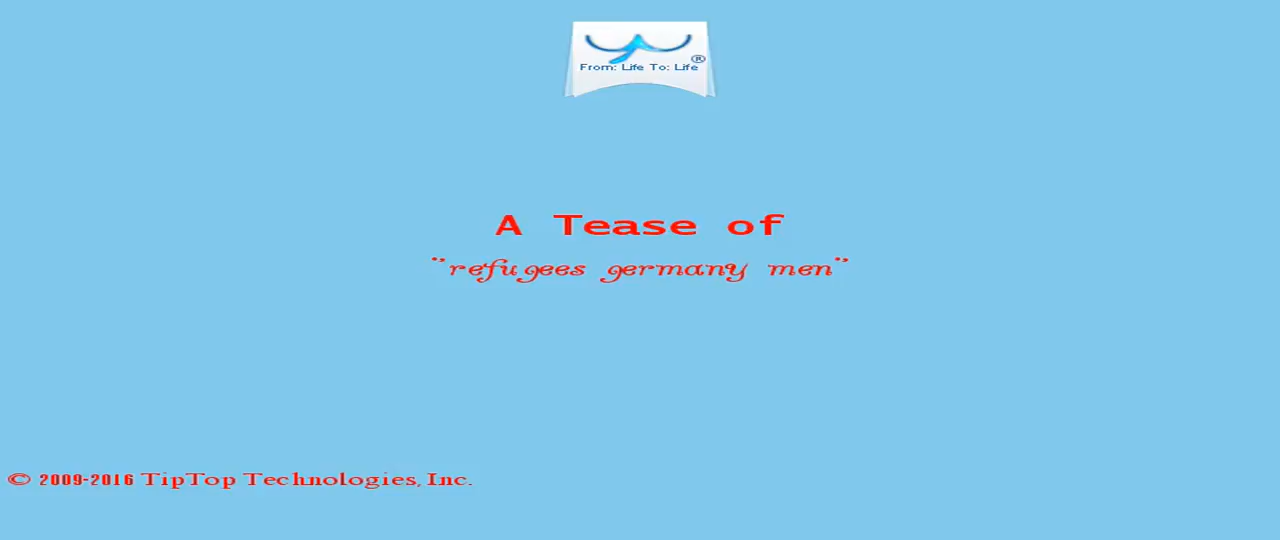 From: Life To: Life®
A Tease of
"refugees germany men"
© 2009-2016 TipTop Technologies, Inc.